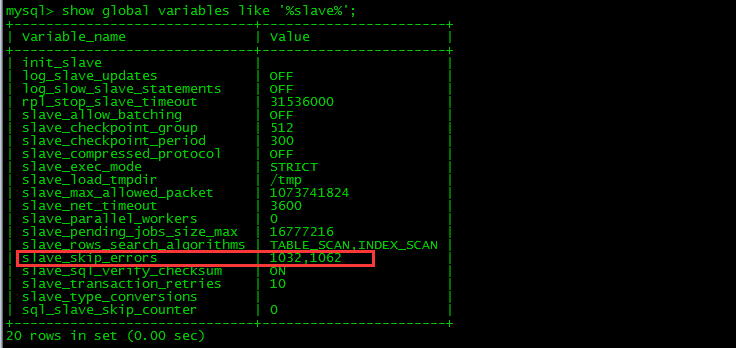 mysql> show global variables like '%slave%';
+----------------------------+-----------------------+
| Variable_name              | Value                 |
+----------------------------+-----------------------+
| init_slave                 |                       |
| log_slave_updates          | OFF                   |
| log_slow_slave_statements  | OFF                   |
| rpl_stop_slave_timeout     | 31536000              |
| slave_allow_batching       | OFF                   |
| slave_checkpoint_group     | 512                   |
| slave_checkpoint_period    | 300                   |
| slave_compressed_protocol  | OFF                   |
| slave_exec_mode            | STRICT                |
| slave_load_tmpdir          | /tmp                  |
| slave_max_allowed_packet   | 1073741824            |
| slave_net_timeout          | 3600                  |
| slave_parallel_workers     | 0                     |
| slave_pending_jobs_size_max | 16777216             |
| slave_rows_search_algorithms | TABLE_SCAN,INDEX_SCAN |
| slave_skip_errors          | 1032,1062             |
| slave_sql_verify_checksum  | ON                    |
| slave_transaction_retries  | 10                    |
| slave_type_conversions     |                       |
| sql_slave_skip_counter     | 0                     |
+----------------------------+-----------------------+
20 rows in set (0.00 sec)